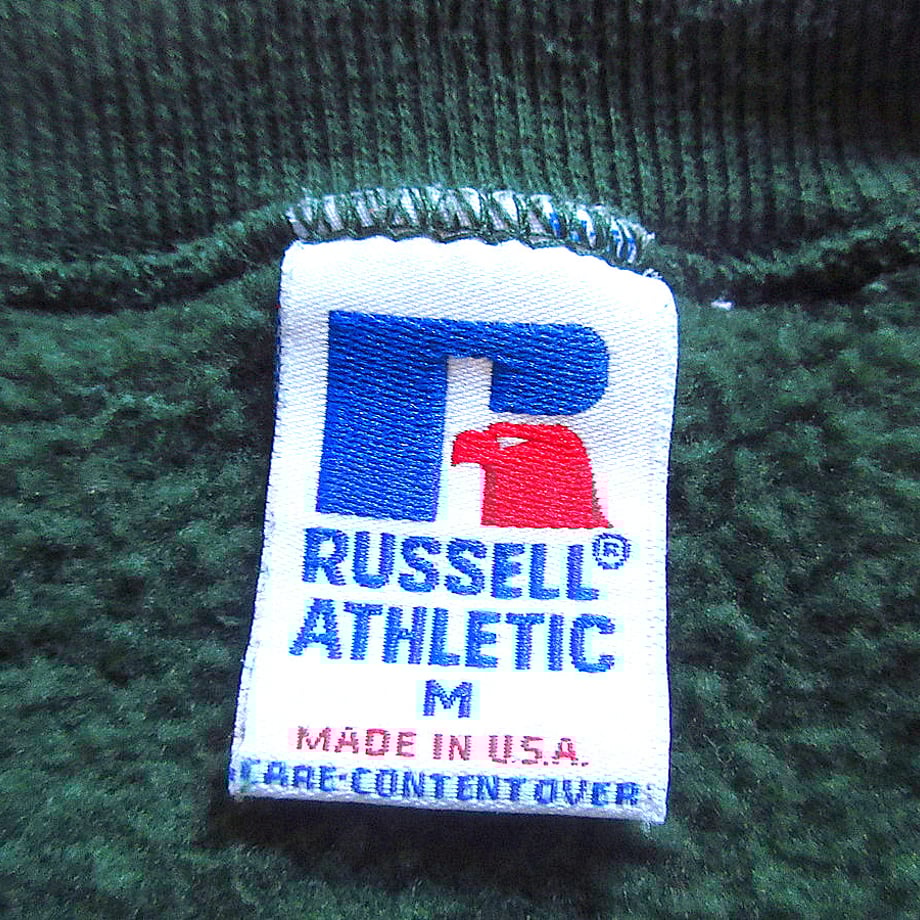 R
RUSSELL®
ATHLETIC
M
MADE IN U.S.A.
CARE·CONTENT OVER